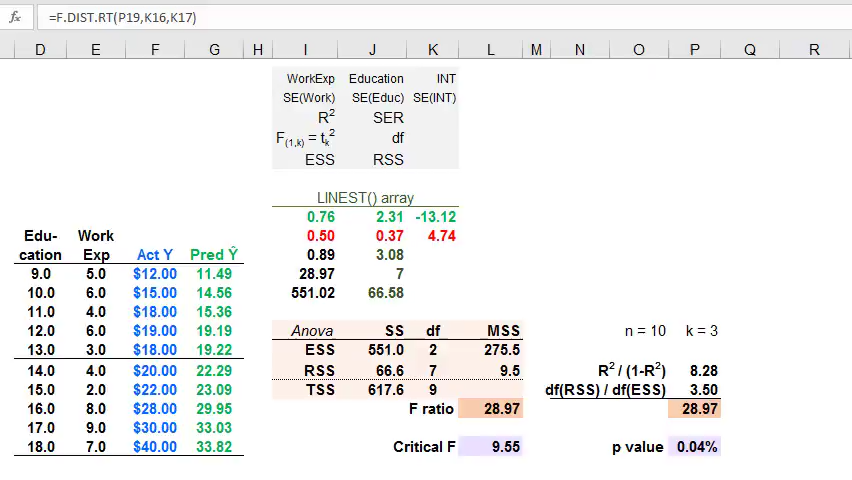 fx =F.DIST.RT(P19,K16,K17)
D E F G H I J K L M N O P Q R
WorkExp Education INT
SE(Work) SE(Educ) SE(INT)
R² SER
F(1,k) = tk² df
ESS RSS
LINEST() array
0.76 2.31 -13.12
Edu- Work 0.50 0.37 4.74
cation Exp Act Y Pred Ŷ 0.89 3.08
9.0 5.0 $12.00 11.49 28.97 7
10.0 6.0 $15.00 14.56 551.02 66.58
11.0 4.0 $18.00 15.36
12.0 6.0 $19.00 19.19 Anova SS df MSS n = 10 k = 3
13.0 3.0 $18.00 19.22 ESS 551.0 2 275.5
14.0 4.0 $20.00 22.29 RSS 66.6 7 9.5 R² / (1-R²) 8.28
15.0 2.0 $22.00 23.09 TSS 617.6 9 df(RSS) / df(ESS) 3.50
16.0 8.0 $28.00 29.95 F ratio 28.97 28.97
17.0 9.0 $30.00 33.03
18.0 7.0 $40.00 33.82 Critical F 9.55 p value 0.04%